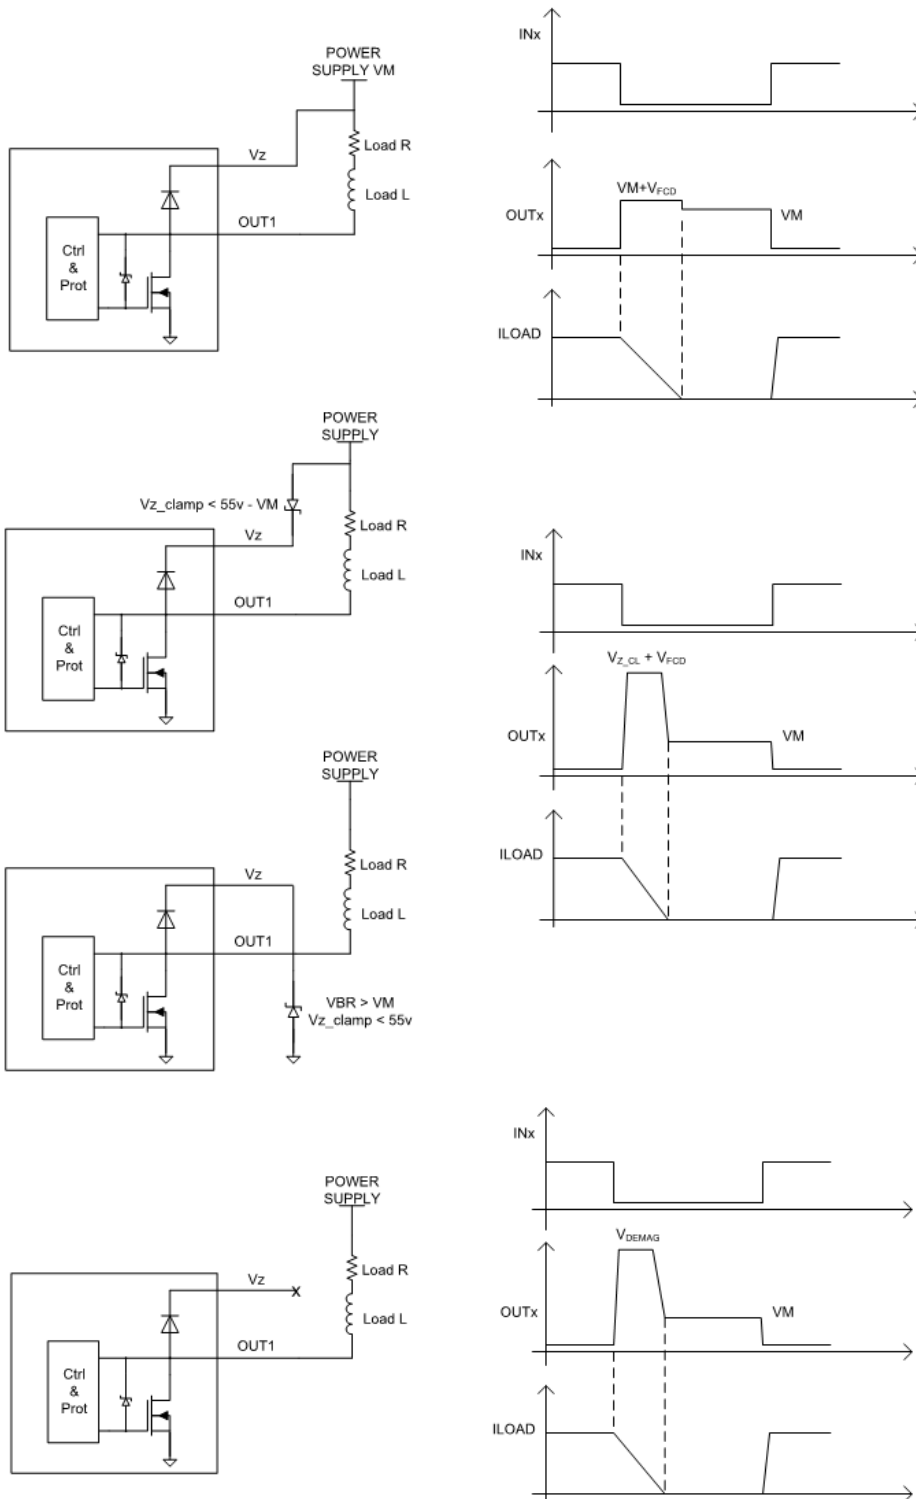 POWER
SUPPLY VM
Vz
Load R
Load L
OUT1
Ctrl
&
Prot
INx
VM+VFCD
OUTx
VM
ILOAD
POWER
SUPPLY
Vz_clamp < 55v - VM
Vz
Load R
Load L
OUT1
Ctrl
&
Prot
INx
VZ_CL + VFCD
OUTx
VM
ILOAD
POWER
SUPPLY
Vz
Load R
Load L
OUT1
Ctrl
&
Prot
VBR > VM
Vz_clamp < 55v
POWER
SUPPLY
Vz
X
Load R
Load L
OUT1
Ctrl
&
Prot
INx
VDEMAG
OUTx
VM
ILOAD